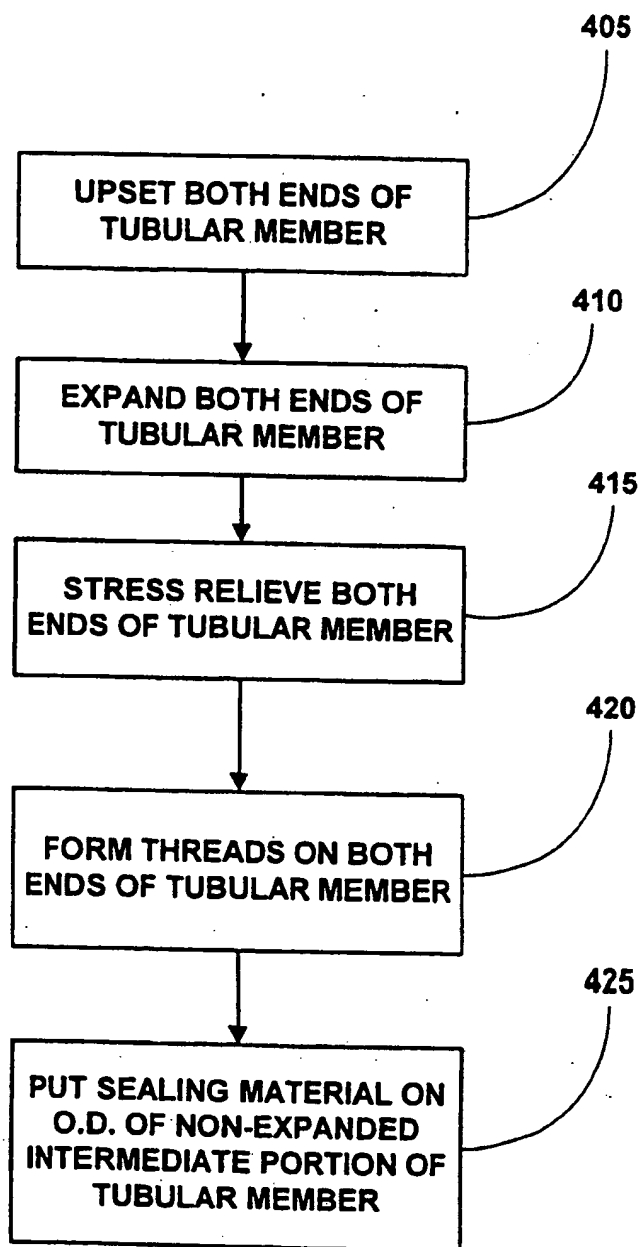 405
UPSET BOTH ENDS OF
TUBULAR MEMBER
410
EXPAND BOTH ENDS OF
TUBULAR MEMBER
415
STRESS RELIEVE BOTH
ENDS OF TUBULAR MEMBER
420
FORM THREADS ON BOTH
ENDS OF TUBULAR MEMBER
425
PUT SEALING MATERIAL ON
O.D. OF NON-EXPANDED
INTERMEDIATE PORTION OF
TUBULAR MEMBER